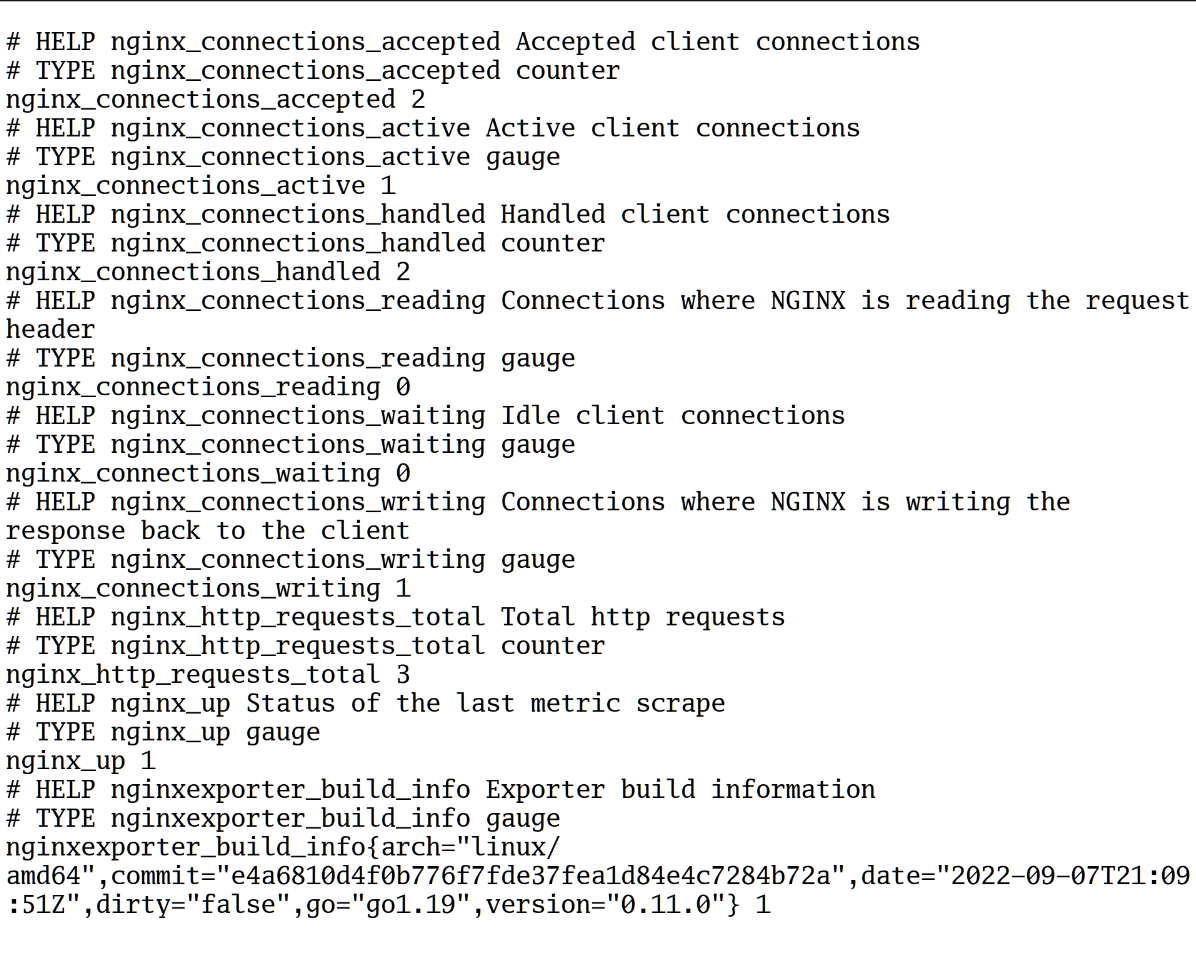 # HELP nginx_connections_accepted Accepted client connections
# TYPE nginx_connections_accepted counter
nginx_connections_accepted 2
# HELP nginx_connections_active Active client connections
# TYPE nginx_connections_active gauge
nginx_connections_active 1
# HELP nginx_connections_handled Handled client connections
# TYPE nginx_connections_handled counter
nginx_connections_handled 2
# HELP nginx_connections_reading Connections where NGINX is reading the request
header
# TYPE nginx_connections_reading gauge
nginx_connections_reading 0
# HELP nginx_connections_waiting Idle client connections
# TYPE nginx_connections_waiting gauge
nginx_connections_waiting 0
# HELP nginx_connections_writing Connections where NGINX is writing the
response back to the client
# TYPE nginx_connections_writing gauge
nginx_connections_writing 1
# HELP nginx_http_requests_total Total http requests
# TYPE nginx_http_requests_total counter
nginx_http_requests_total 3
# HELP nginx_up Status of the last metric scrape
# TYPE nginx_up gauge
nginx_up 1
# HELP nginxexporter_build_info Exporter build information
# TYPE nginxexporter_build_info gauge
nginxexporter_build_info{arch="linux/
amd64",commit="e4a6810d4f0b776f7fde37fea1d84e4c7284b72a",date="2022-09-07T21:09
:51Z",dirty="false",go="go1.19",version="0.11.0"} 1